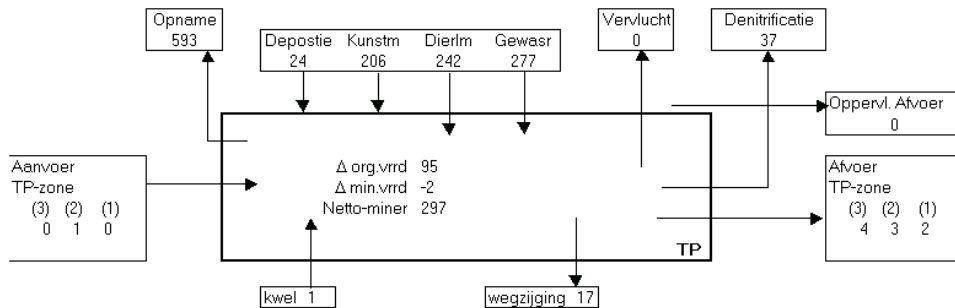 Opname
593
Depostie Kunstm Dierlm Gewasr
24 206 242 277
Vervlucht
0
Denitrificatie
37
Oppervl. Afvoer
0
Aanvoer
TP-zone
(3) (2) (1)
0 1 0
Δ org.vrrd 95
Δ min.vrrd -2
Netto-miner 297
TP
Afvoer
TP-zone
(3) (2) (1)
4 3 2
kwel 1
wegzijging 17